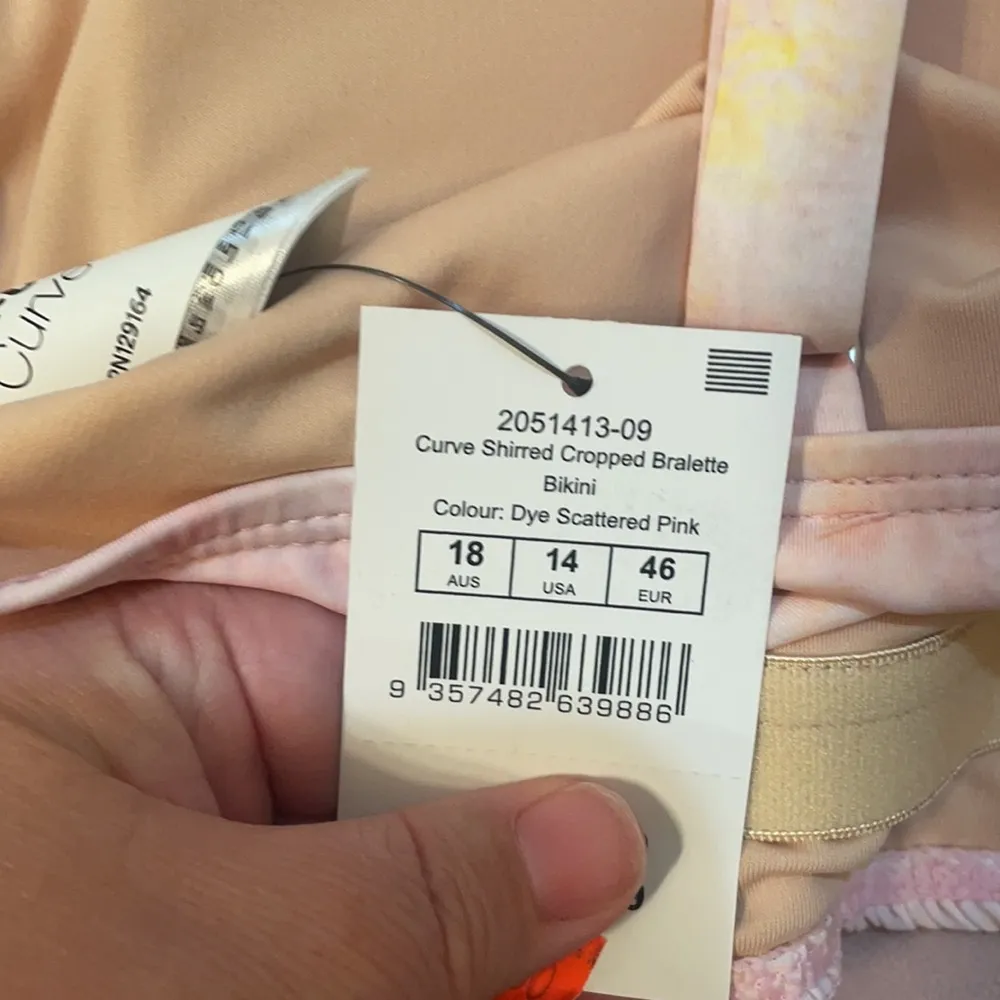 Curve
2051413-09
Curve Shirred Cropped Bralette
Bikini
Colour: Dye Scattered Pink
18 14 46
AUS USA EUR
9 357482 639886